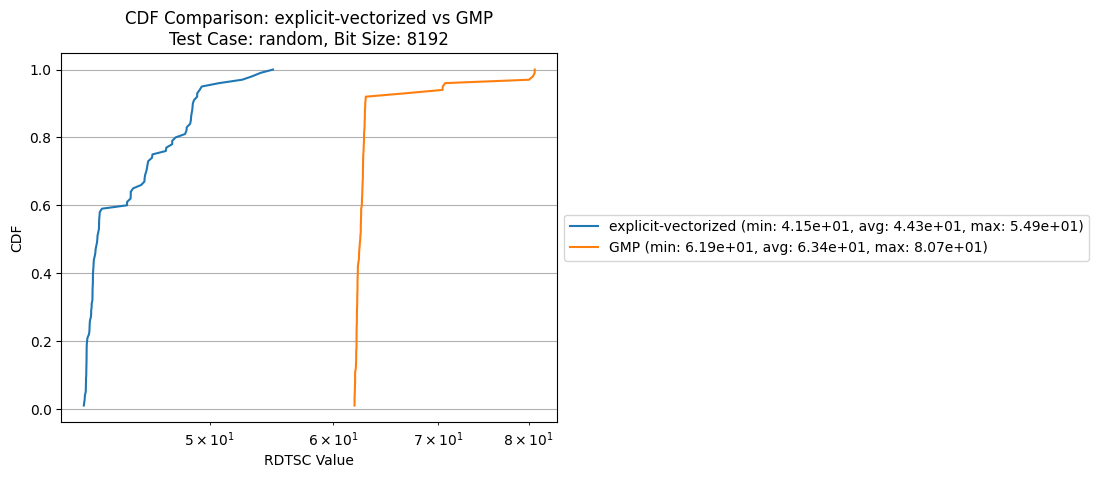 CDF Comparison: explicit-vectorized vs GMP
Test Case: random, Bit Size: 8192
1.0
0.8
0.6
0.4
0.2
0.0
CDF
5 × 10¹
6 × 10¹
7 × 10¹
8 × 10¹
RDTSC Value
explicit-vectorized (min: 4.15e+01, avg: 4.43e+01, max: 5.49e+01)
GMP (min: 6.19e+01, avg: 6.34e+01, max: 8.07e+01)